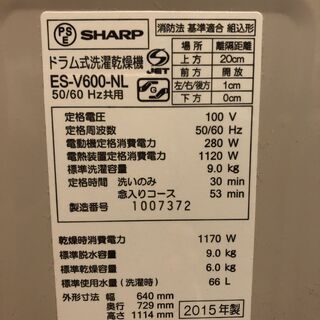 PS E SHARP
ドラム式洗濯乾燥機
ES-V600-NL
50/60 Hz共用
S JET
G
消防法 基準適合 組込形
場所 離隔距離
上方 20cm
前方 開放
左/右/後方 1cm
下方 0cm
定格電圧 100 V
定格周波数 50/60 Hz
電動機定格消費電力 280 W
電熱装置定格消費電力 1120 W
標準洗濯容量 9.0 kg
定格時間 洗いのみ 30 min
念入りコース 53 min
製造番号 1007372
乾燥時消費電力 1170 W
標準脱水容量 9.0 kg
標準乾燥容量 6.0 kg
標準使用水量(洗濯時) 66 L
外形寸法 幅 640 mm
奥行 729 mm
高さ 1114 mm
2015年製